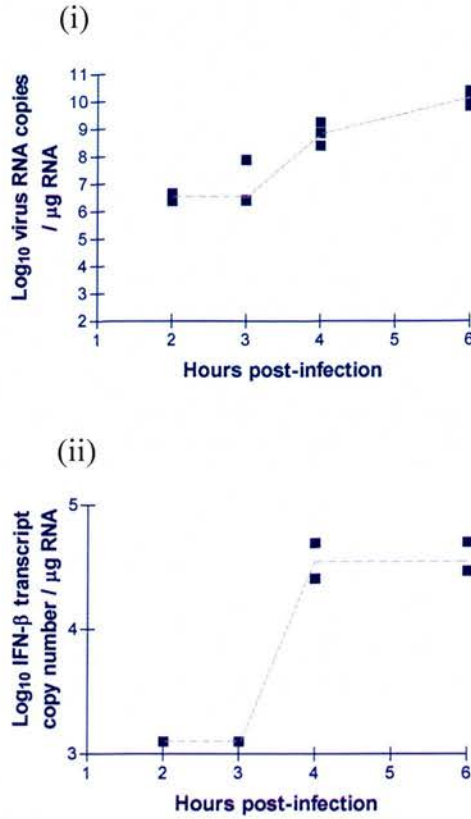 (i)
Log₁₀ virus RNA copies
/ µg RNA
11
10
9
8
7
6
5
4
3
2
1 2 3 4 5 6
Hours post-infection
(ii)
Log₁₀ IFN-β transcript
copy number / µg RNA
5
4
3
1 2 3 4 5 6
Hours post-infection